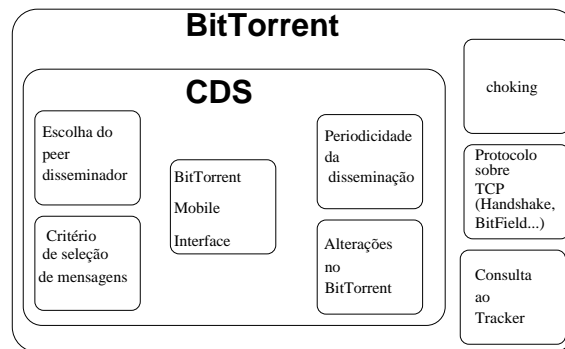 BitTorrent
CDS
Escolha do
peer
disseminador
Critério
de seleção
de mensagens
BitTorrent
Mobile
Interface
Periodicidade
da
disseminação
Alterações
no
BitTorrent
choking
Protocolo
sobre
TCP
(Handshake,
BitField...)
Consulta
ao
Tracker